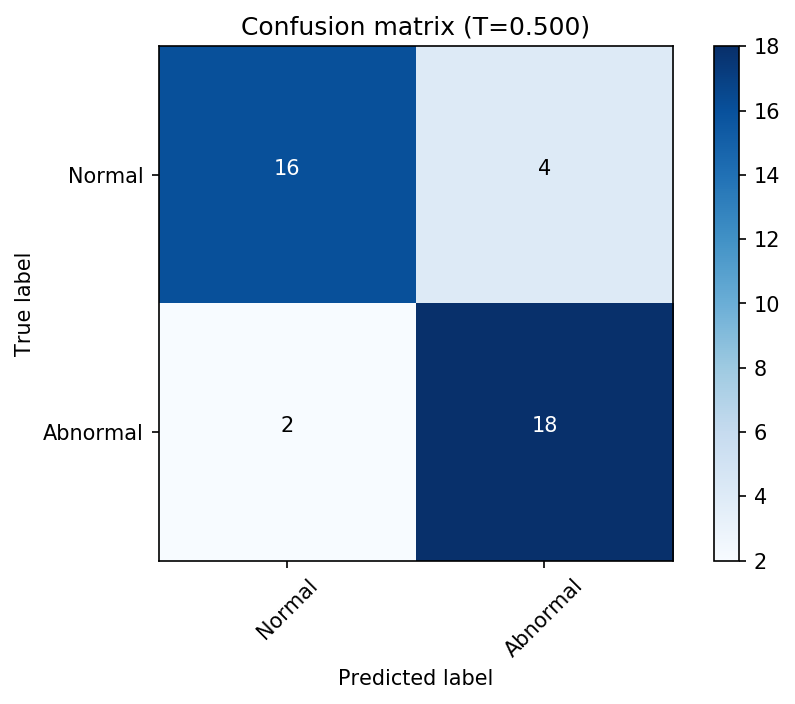 Confusion matrix (T=0.500)
True label
Normal
Abnormal
16
4
2
18
Normal
Abnormal
Predicted label
18
16
14
12
10
8
6
4
2